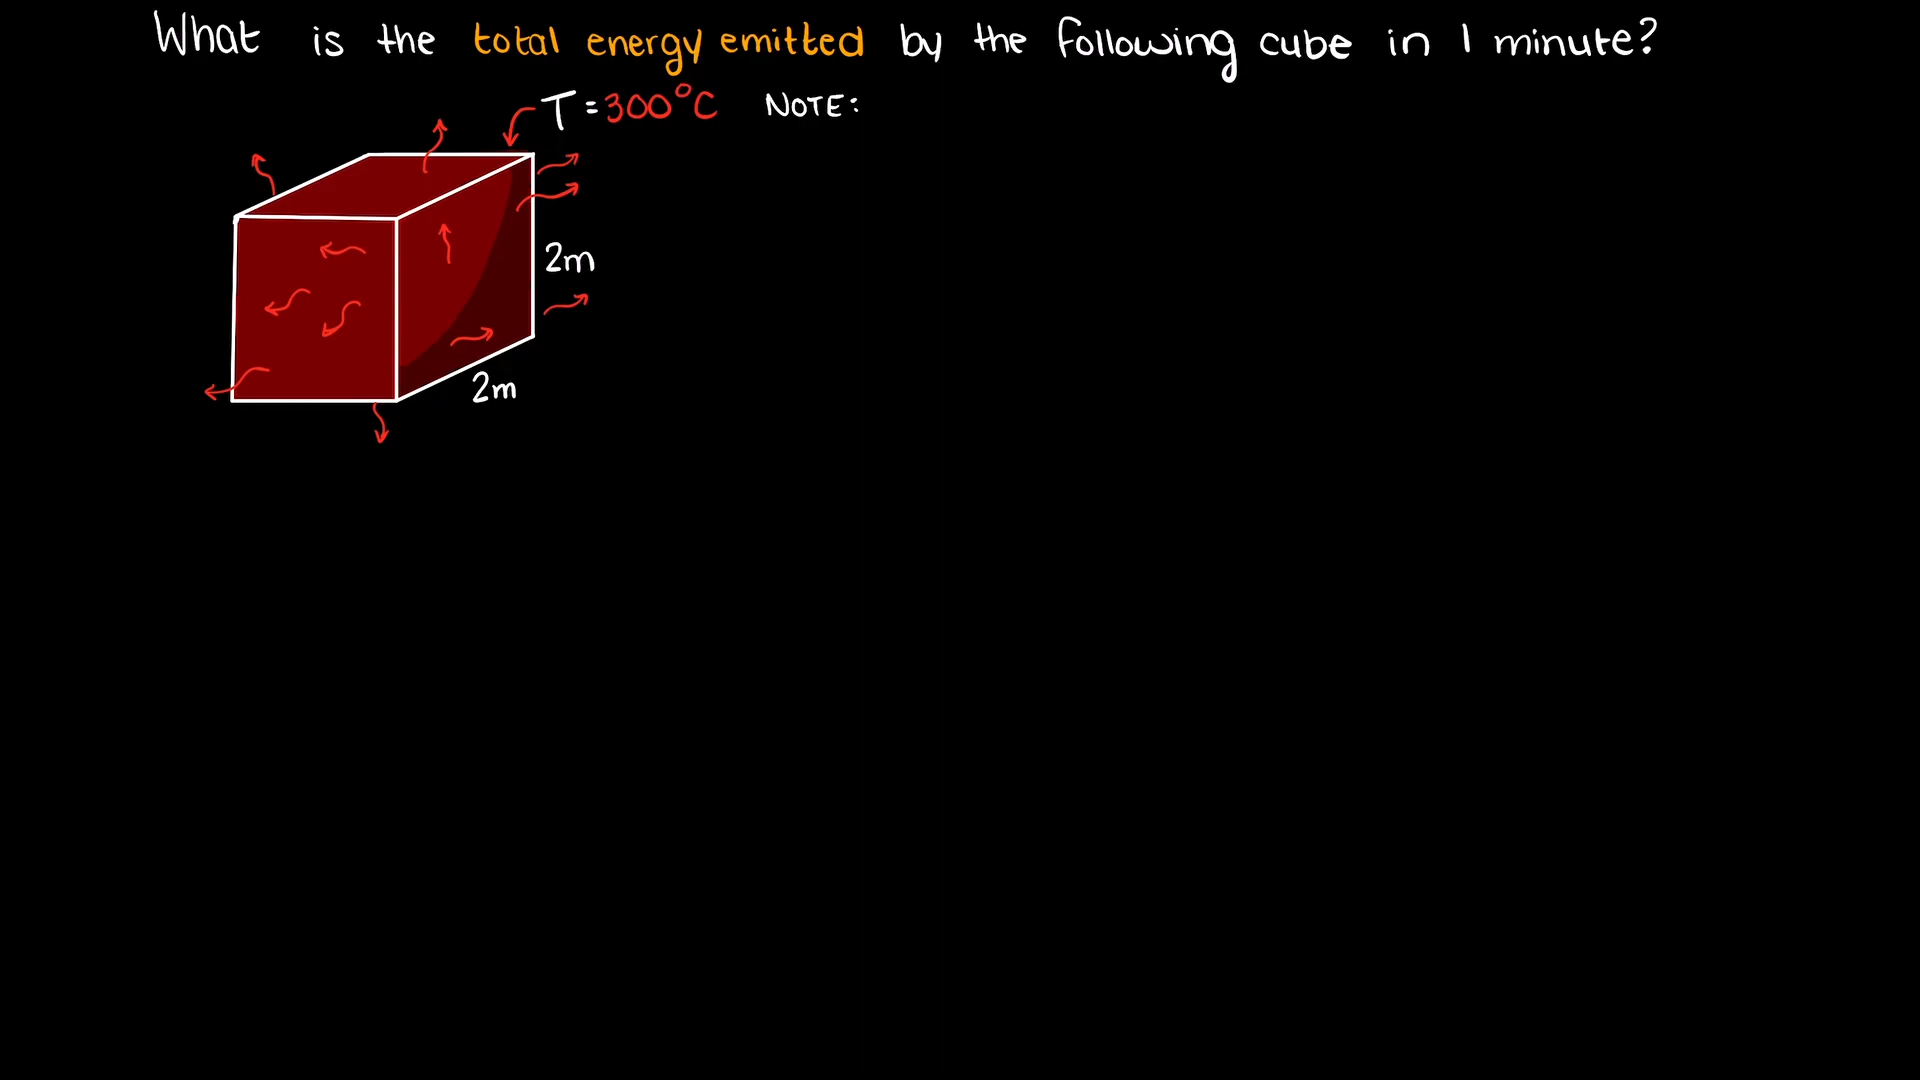 What is the total energy emitted by the following cube in 1 minute?
T = 300°C NOTE:
2m
2m